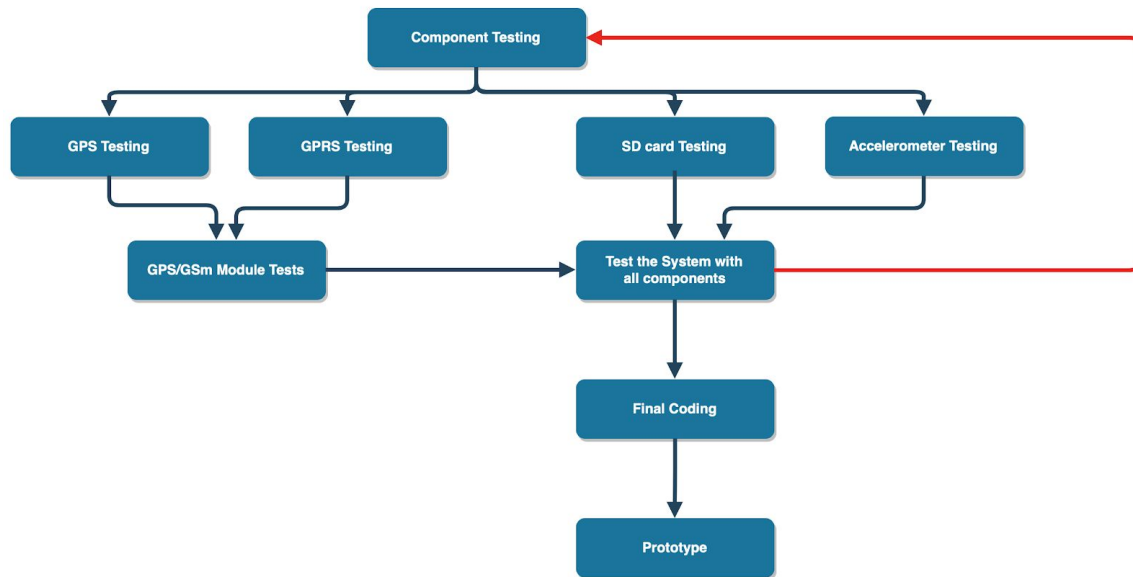 Component Testing
GPS Testing
GPRS Testing
SD card Testing
Accelerometer Testing
GPS/GSm Module Tests
Test the System with
all components
Final Coding
Prototype